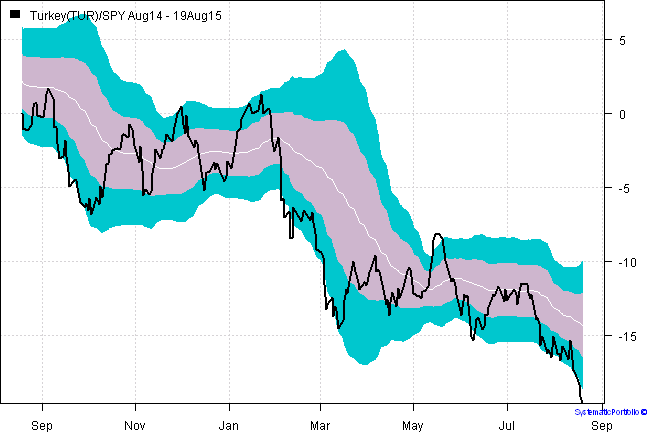 Turkey(TUR)/SPY Aug14 - 19Aug15
5
0
-5
-10
-15
Sep Nov Jan Mar May Jul Sep
SystematicPortfolio ©